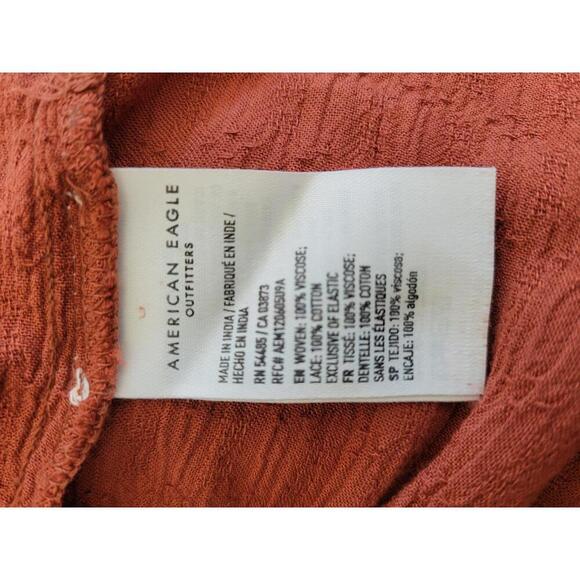 AMERICAN EAGLE
OUTFITTERS
MADE IN INDIA / FABRIQUÉ EN INDE /
HECHO EN INDIA
RN 54485 / CA 03873
RFC# AEM120606U9A
EN WOVEN: 100% VISCOSE;
LACE: 100% COTTON
EXCLUSIVE OF ELASTIC
FR TISSÉ: 100% VISCOSE;
DENTELLE: 100% COTON
SANS LES ÉLASTIQUES
SP TEJIDO: 100% viscosa;
ENCAJE: 100% algodón